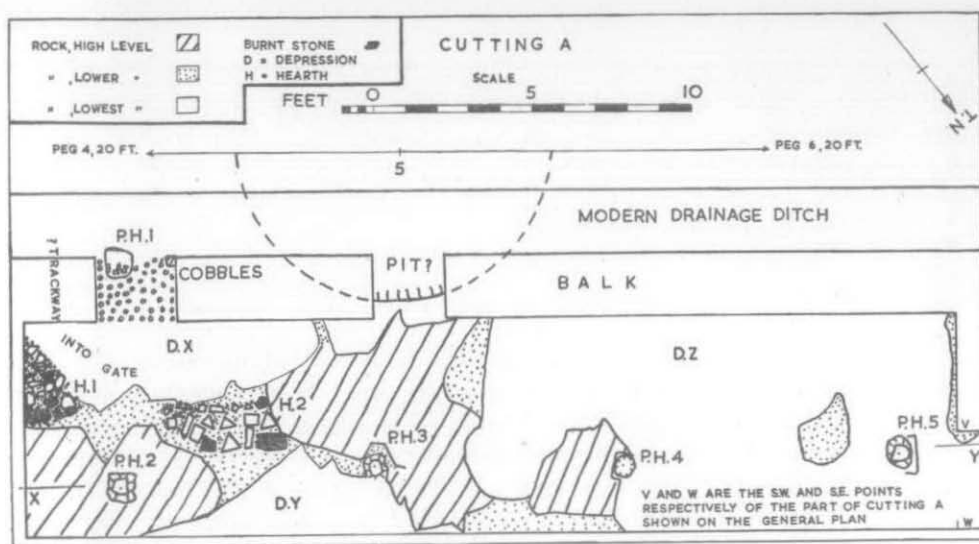 ROCK, HIGH LEVEL
" , LOWER "
" , LOWEST "
BURNT STONE
D = DEPRESSION
H = HEARTH
CUTTING A
SCALE
FEET 0 5 10
N.T.
PEG 4, 20 FT.
5
PEG 6, 20 FT.
MODERN DRAINAGE DITCH
? TRACKWAY
INTO GATE
P.H.1
COBBLES
PIT?
BALK
D.X
D.Z
H.1
H.2
P.H.2
P.H.3
P.H.4
P.H.5
V
Y
X
D.Y
V AND W ARE THE S.W. AND S.E. POINTS
RESPECTIVELY OF THE PART OF CUTTING A
SHOWN ON THE GENERAL PLAN
W